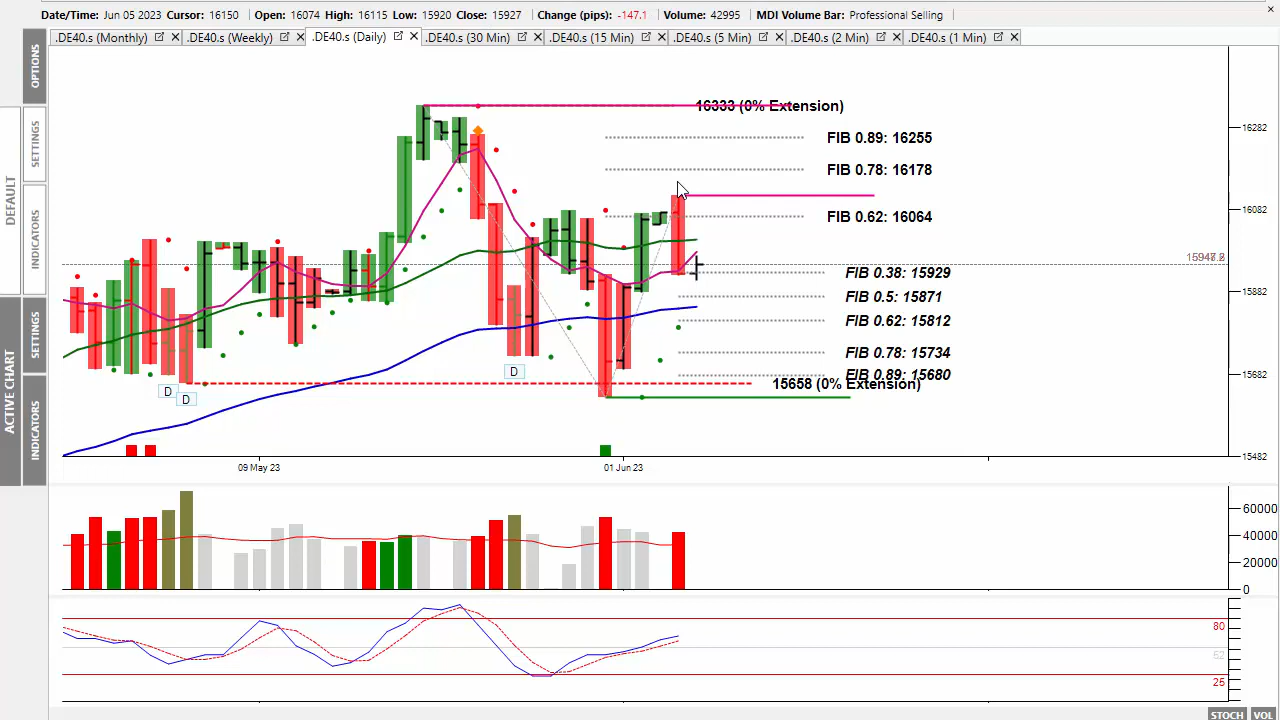 Date/Time: Jun 05 2023 Cursor: 16150 | Open: 16074 High: 16115 Low: 15920 Close: 15927 | Change (pips): -147.1 | Volume: 42995 | MDI Volume Bar: Professional Selling |
.DE40.s (Monthly) .DE40.s (Weekly) .DE40.s (Daily) .DE40.s (30 Min) .DE40.s (15 Min) .DE40.s (5 Min) .DE40.s (2 Min) .DE40.s (1 Min)
OPTIONS
SETTINGS
DEFAULT
INDICATORS
SETTINGS
ACTIVE CHART
INDICATORS
16333 (0% Extension)
FIB 0.89: 16255
FIB 0.78: 16178
FIB 0.62: 16064
FIB 0.38: 15929
FIB 0.5: 15871
FIB 0.62: 15812
FIB 0.78: 15734
FIB 0.89: 15680
15658 (0% Extension)
D
D
D
16282
16082
15882
15682
15482
09 May 23
01 Jun 23
60000
40000
20000
0
80
52
25
STOCH VOL